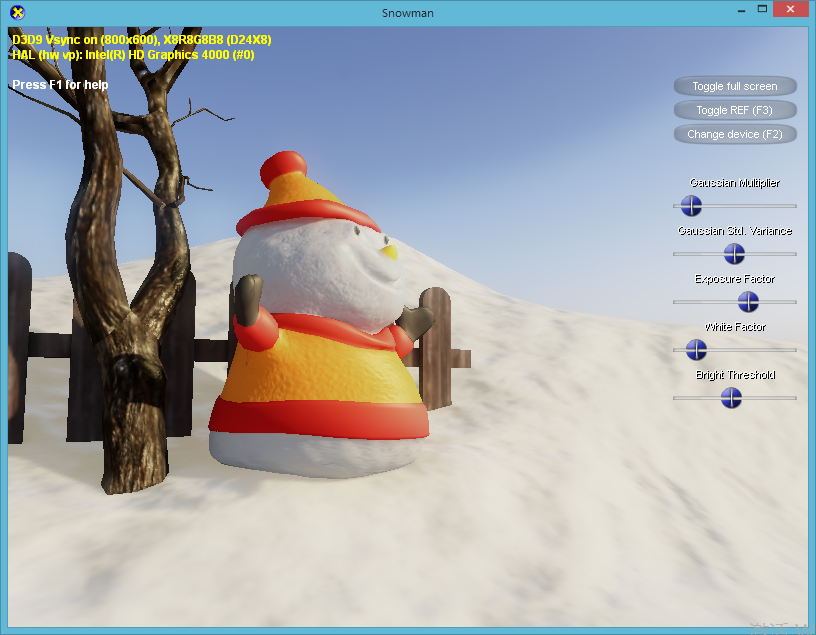 Snowman
D3D9 Vsync on (800x600), X8R8G8B8 (D24X8)
HAL (hw vp): Intel(R) HD Graphics 4000 (#0)
Press F1 for help
Toggle full screen
Toggle REF (F3)
Change device (F2)
Gaussian Multiplier
Gaussian Std. Variance
Exposure Factor
White Factor
Bright Threshold